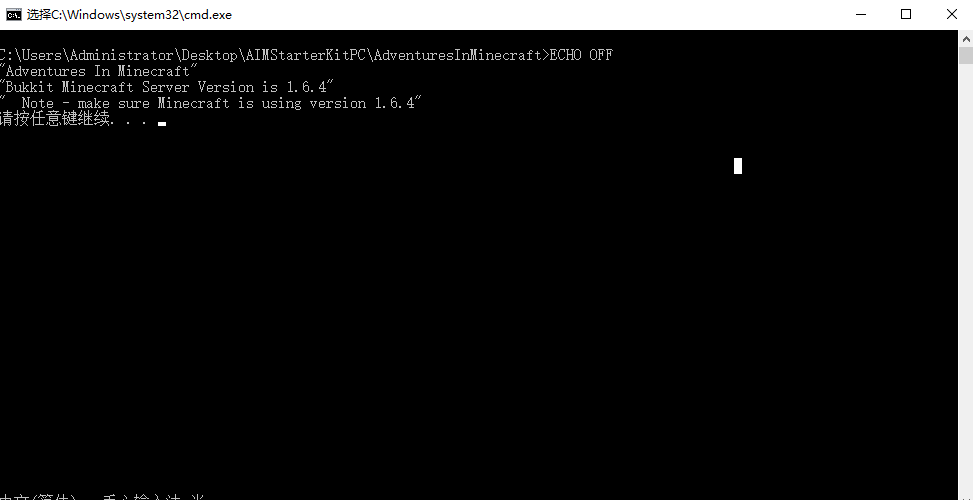 选择C:\Windows\system32\cmd.exe
C:\Users\Administrator\Desktop\AIMStarterKitPC\AdventuresInMinecraft>ECHO OFF
"Adventures In Minecraft"
"Bukkit Minecraft Server Version is 1.6.4"
"  Note - make sure Minecraft is using version 1.6.4"
请按任意键继续. . .